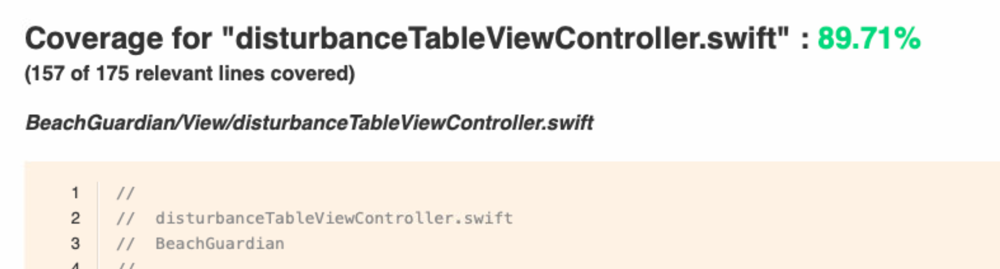 Coverage for "disturbanceTableViewController.swift" : 89.71%
(157 of 175 relevant lines covered)
BeachGuardian/View/disturbanceTableViewController.swift
1 //
2 //  disturbanceTableViewController.swift
3 //  BeachGuardian
4 //